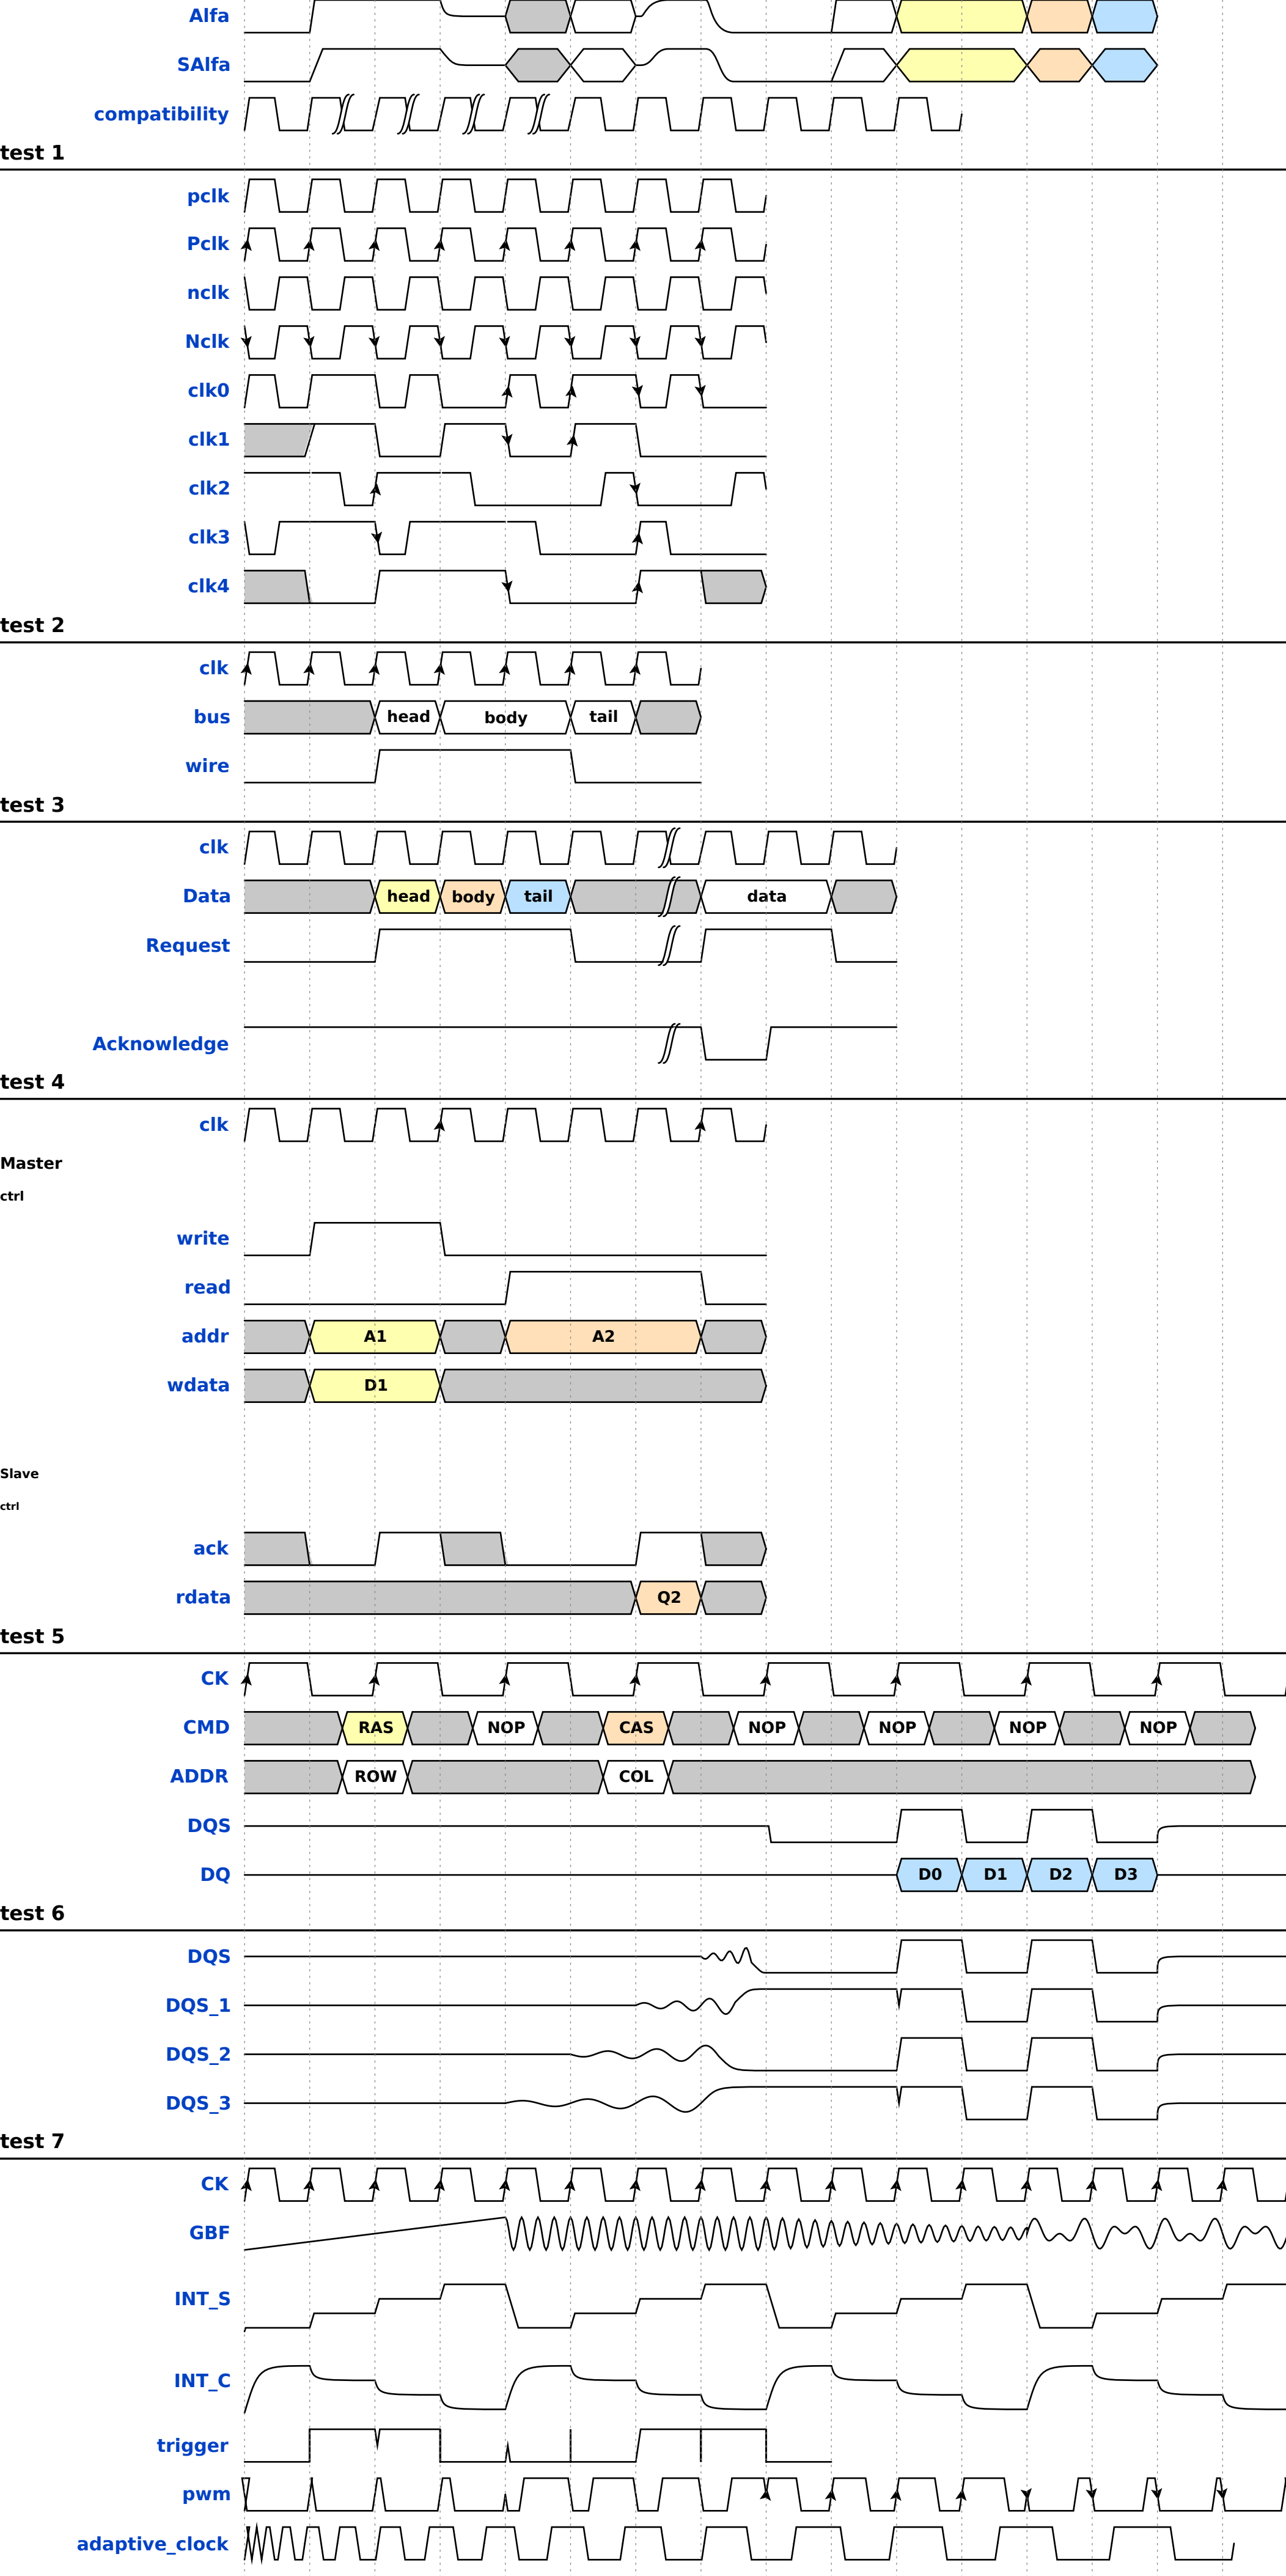 Alfa
SAlfa
compatibility
test 1
pclk
Pclk
nclk
Nclk
clk0
clk1
clk2
clk3
clk4
test 2
clk
bus head body tail
wire
test 3
clk
Data head body tail data
Request
Acknowledge
test 4
clk
Master
ctrl
write
read
addr A1 A2
wdata D1
Slave
ctrl
ack
rdata Q2
test 5
CK
CMD RAS NOP CAS NOP NOP NOP NOP
ADDR ROW COL
DQS
DQ D0 D1 D2 D3
test 6
DQS
DQS_1
DQS_2
DQS_3
test 7
CK
GBF
INT_S
INT_C
trigger
pwm
adaptive_clock